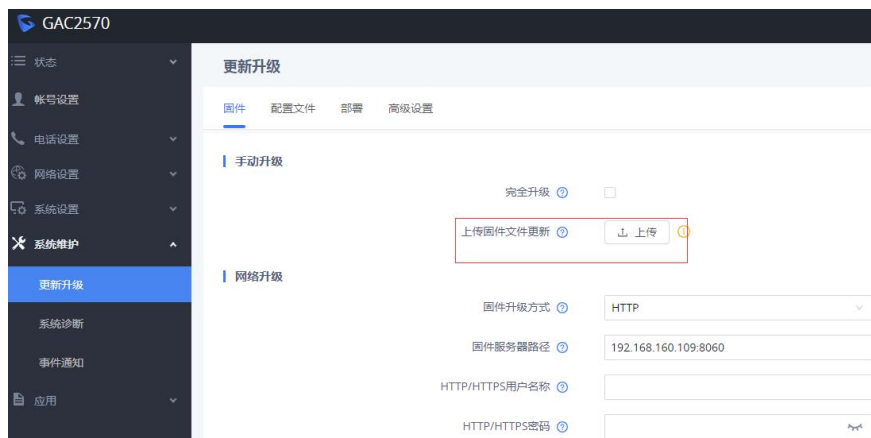 GAC2570
状态
帐号设置
电话设置
网络设置
系统设置
系统维护
更新升级
系统诊断
事件通知
应用
更新升级
固件 配置文件 部署 高级设置
手动升级
完全升级
上传固件文件更新 上传
网络升级
固件升级方式 HTTP
固件服务器路径 192.168.160.109:8060
HTTP/HTTPS用户名称
HTTP/HTTPS密码